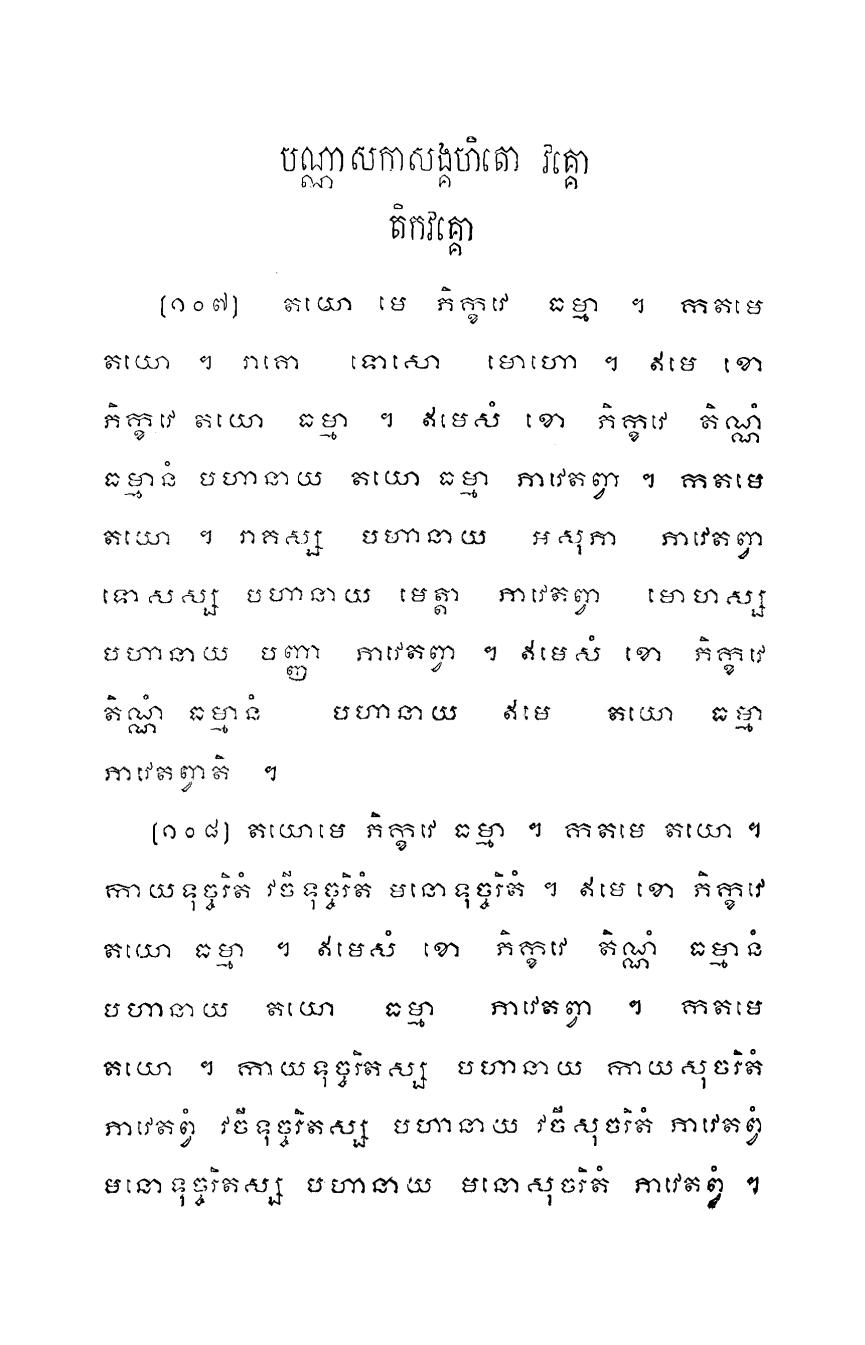 បណ្ណាសកាសង្គហិតោ វគ្គោ
តិកវគ្គោ
(១០៧) តយោ មេ ភិក្ខវេ ធម្មា ។ កតមេ
តយោ ។ រាគោ ទោសោ មោហោ ។ ឥមេ ខោ
ភិក្ខវេ តយោ ធម្មា ។ ឥមេសំ ខោ ភិក្ខវេ តិណ្ណំ
ធម្មានំ បហានាយ តយោ ធម្មា ភាវេតព្វា ។ កតមេ
តយោ ។ រាគស្ស បហានាយ អសុភា ភាវេតព្វា
ទោសស្ស បហានាយ មេត្តា ភាវេតព្វា មោហស្ស
បហានាយ បញ្ញា ភាវេតព្វា ។ ឥមេសំ ខោ ភិក្ខវេ
តិណ្ណំ ធម្មានំ បហានាយ ឥមេ តយោ ធម្មា
ភាវេតព្វាតិ ។
(១០៨) តយោមេ ភិក្ខវេ ធម្មា ។ កតមេ តយោ ។
កាយទុច្ចរិតំ វចីទុច្ចរិតំ មនោទុច្ចរិតំ ។ ឥមេ ខោ ភិក្ខវេ
តយោ ធម្មា ។ ឥមេសំ ខោ ភិក្ខវេ តិណ្ណំ ធម្មានំ
បហានាយ តយោ ធម្មា ភាវេតព្វា ។ កតមេ
តយោ ។ កាយទុច្ចរិតស្ស បហានាយ កាយសុចរិតំ
ភាវេតព្វំ វចីទុច្ចរិតស្ស បហានាយ វចីសុចរិតំ ភាវេតព្វំ
មនោទុច្ចរិតស្ស បហានាយ មនោសុចរិតំ ភាវេតព្វំ ។